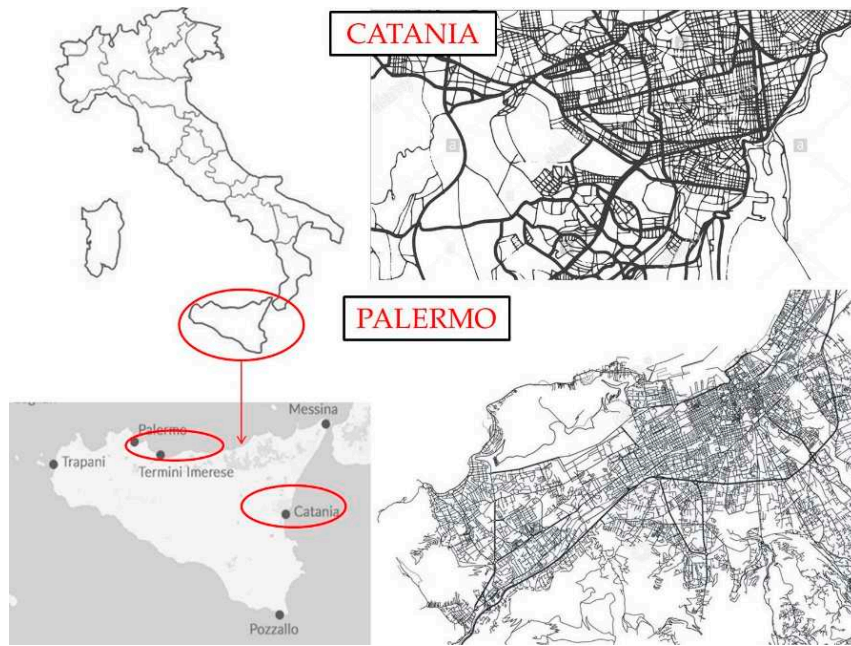 CATANIA
a
a
PALERMO
Messina
Palermo
Trapani
Termini Imerese
Catania
Pozzallo